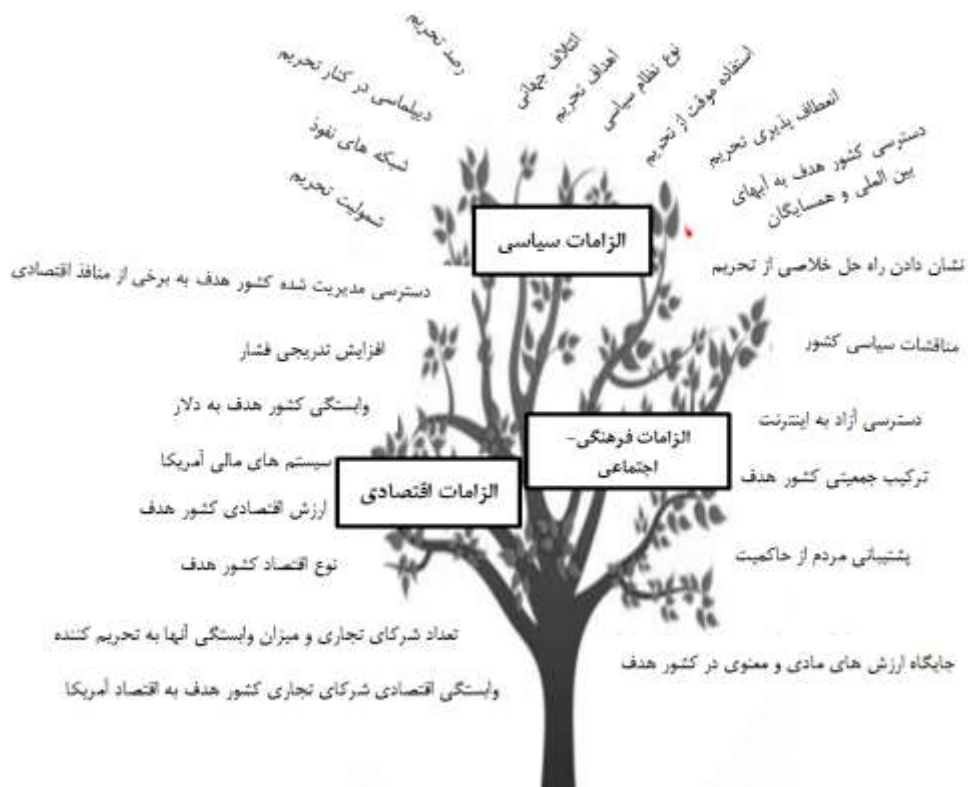 رصد تحریم
ائتلاف جهانی
اهداف تحریم
نوع نظام سیاسی
استفاده موقت از تحریم
انعطاف پذیری تحریم
دسترسی کشور هدف به آبهای
بین المللی و همسایگان
دیپلماسی در کنار تحریم
شبکه های نفوذ
شمولیت تحریم
الزامات سیاسی
نشان دادن راه حل خلاصی از تحریم
دسترسی مدیریت شده کشور هدف به برخی از منافذ اقتصادی
مناقشات سیاسی کشور
افزایش تدریجی فشار
دسترسی آزاد به اینترنت
وابستگی کشور هدف به دلار
الزامات فرهنگی-
اجتماعی
ترکیب جمعیتی کشور هدف
سیستم های مالی آمریکا
الزامات اقتصادی
ارزش اقتصادی کشور هدف
پشتیبانی مردم از حاکمیت
نوع اقتصاد کشور هدف
تعداد شرکای تجاری و میزان وابستگی آنها به تحریم کننده
جایگاه ارزش های مادی و معنوی در کشور هدف
وابستگی اقتصادی شرکای تجاری کشور هدف به اقتصاد آمریکا